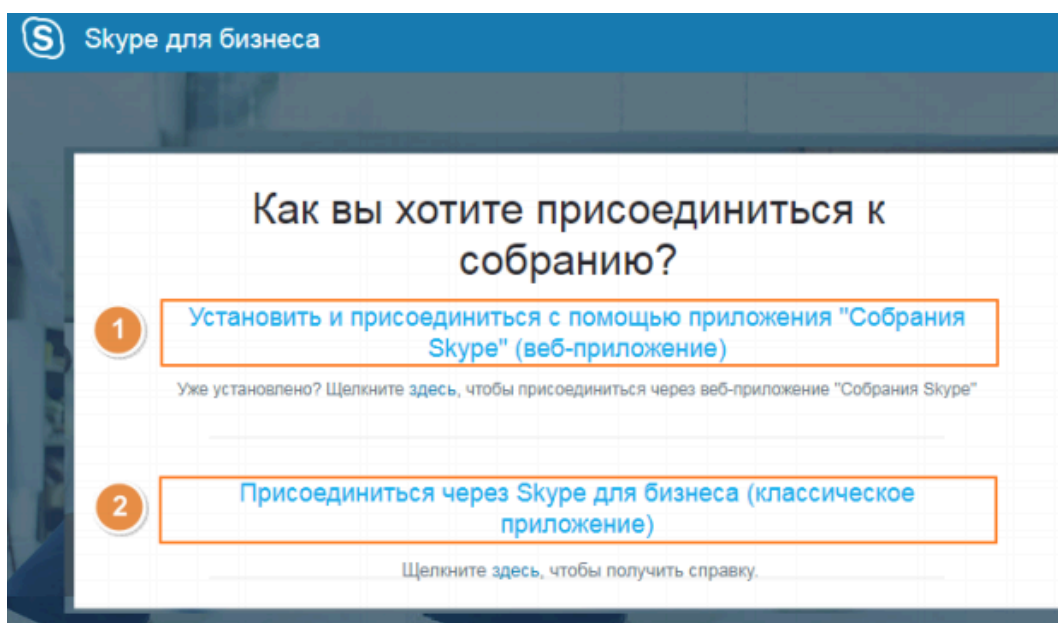 S Skype для бизнеса
Как вы хотите присоединиться к
собранию?
1
Установить и присоединиться с помощью приложения "Собрания
Skype" (веб-приложение)
Уже установлено? Щелкните здесь, чтобы присоединиться через веб-приложение "Собрания Skype"
2
Присоединиться через Skype для бизнеса (классическое
приложение)
Щелкните здесь, чтобы получить справку.